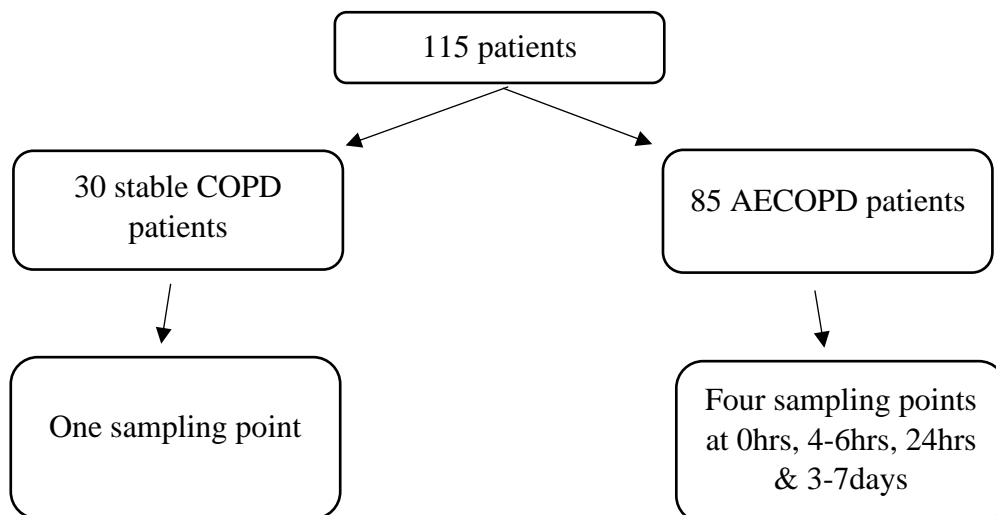 115 patients
30 stable COPD
patients
85 AECOPD patients
One sampling point
Four sampling points
at 0hrs, 4-6hrs, 24hrs
& 3-7days